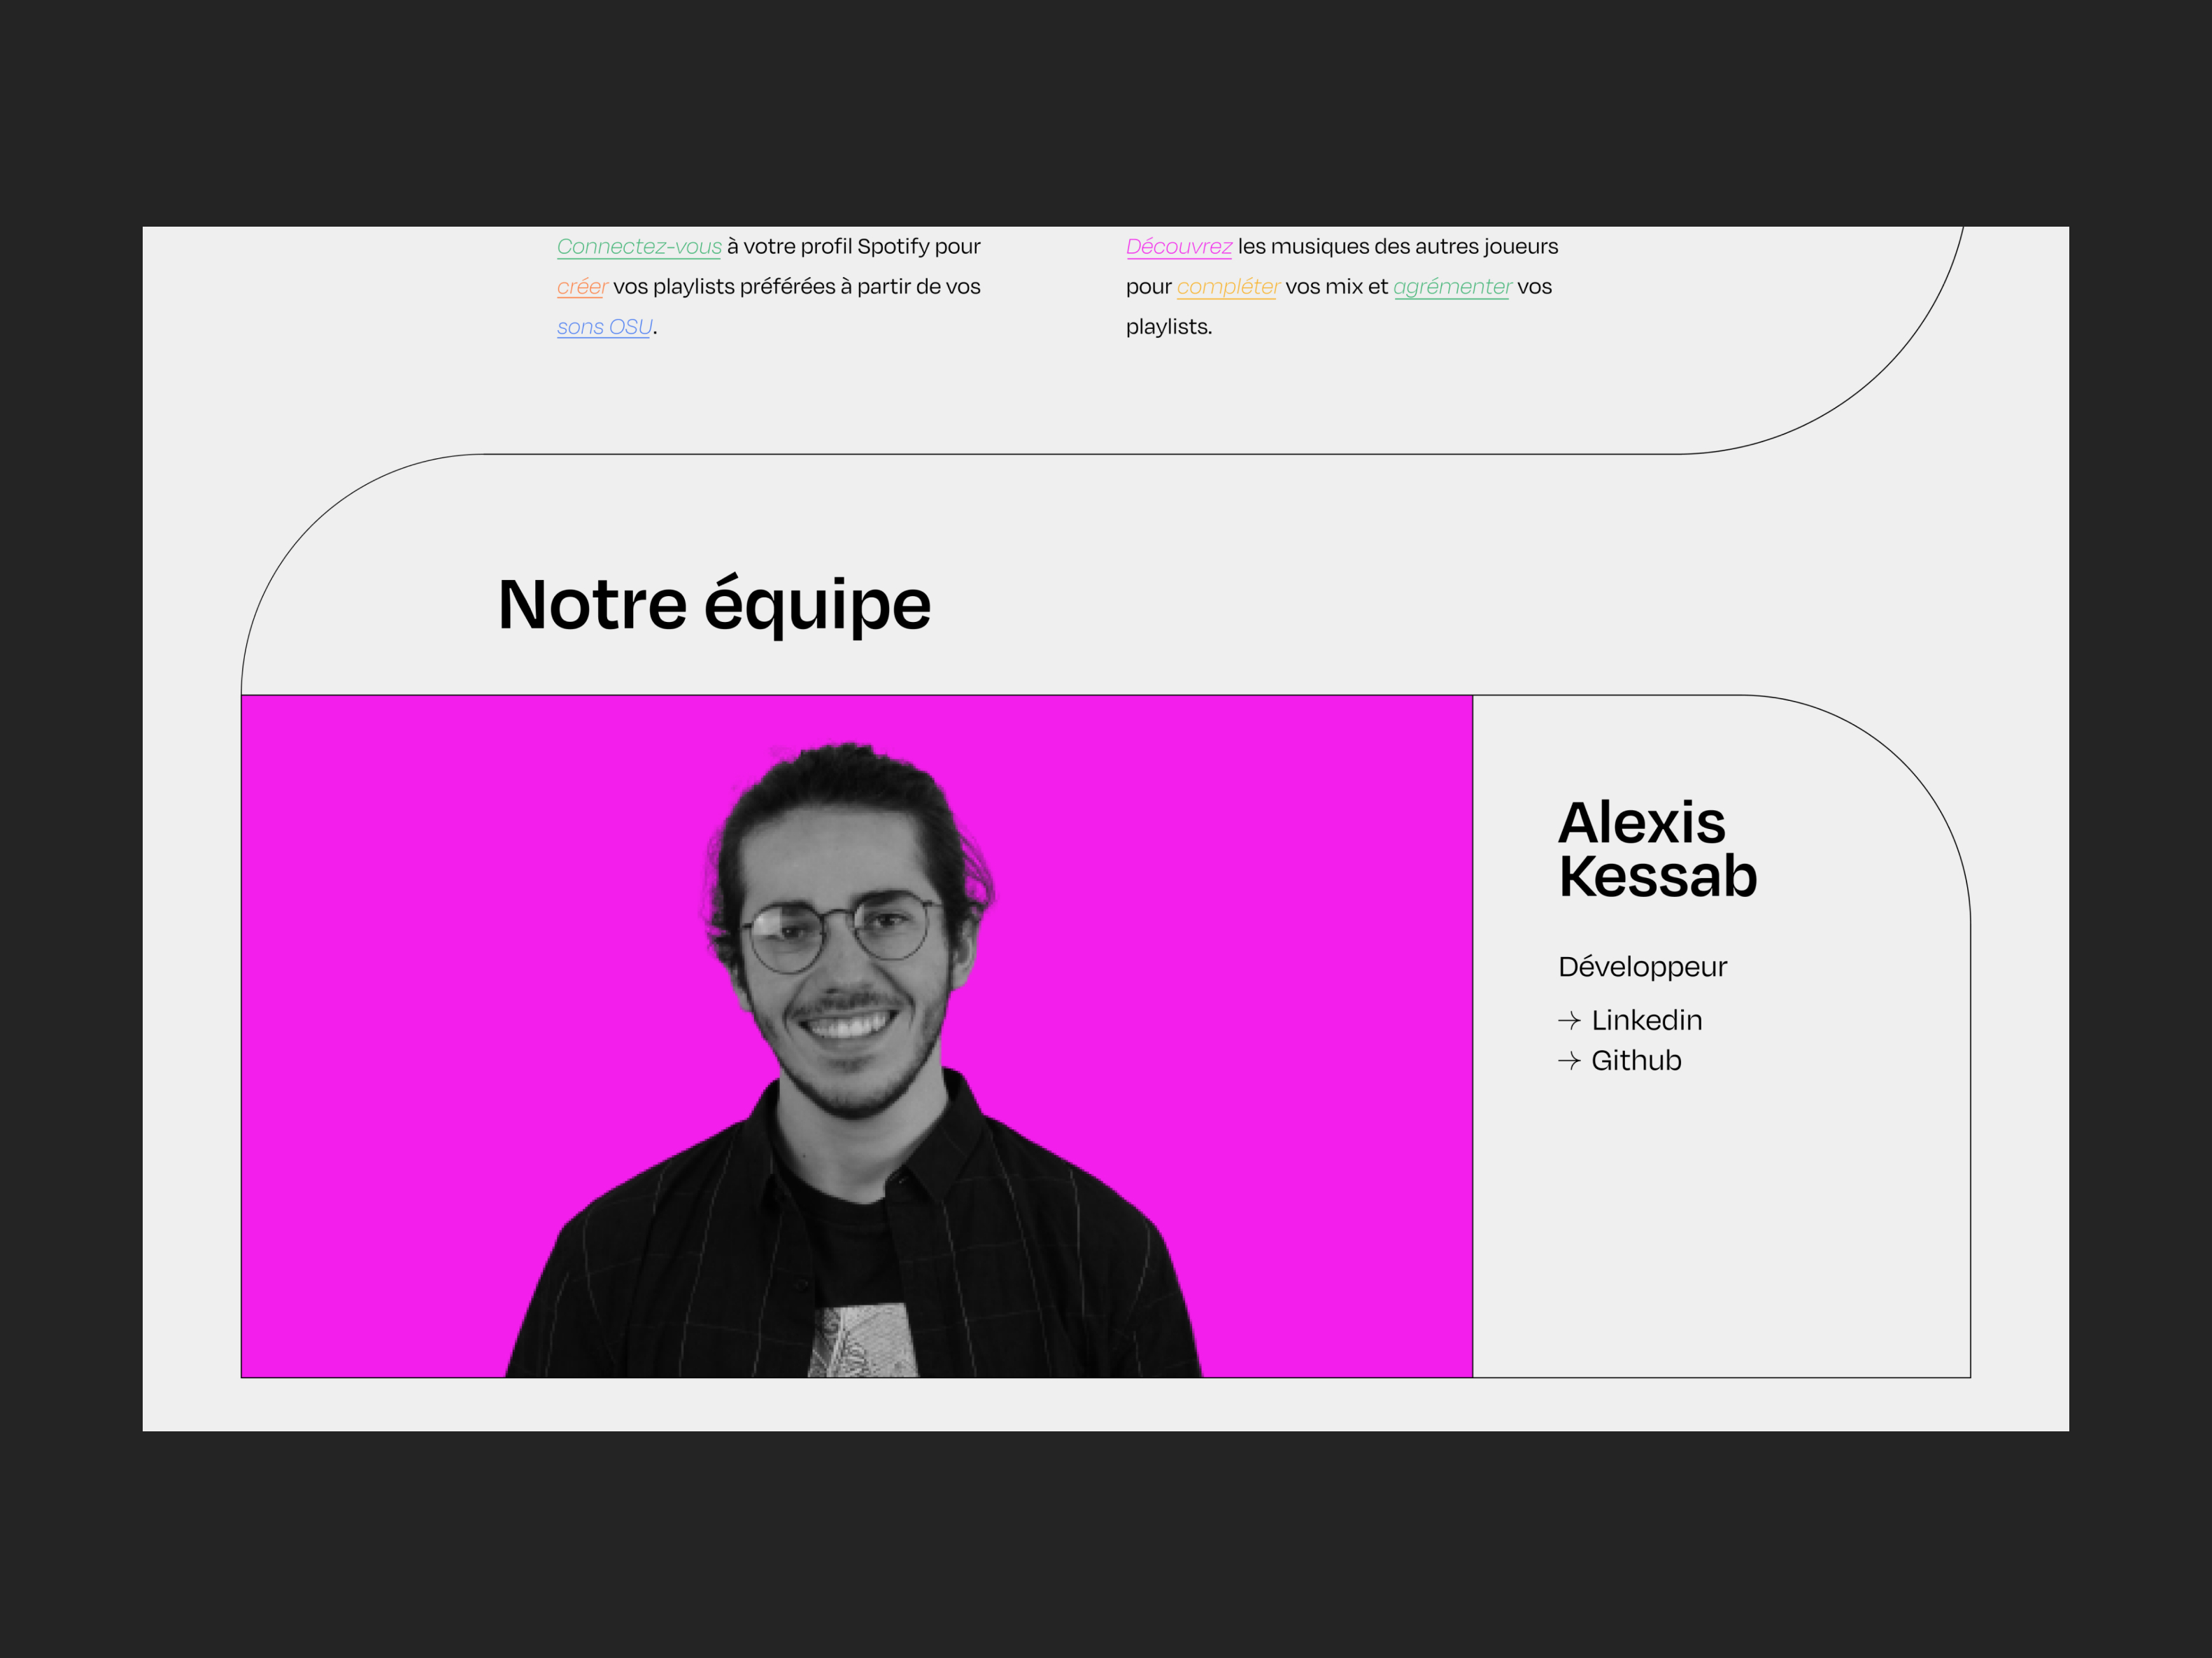 Connectez-vous à votre profil Spotify pour
créer vos playlists préférées à partir de vos
sons OSU.
Découvrez les musiques des autres joueurs
pour compléter vos mix et agrémenter vos
playlists.
Notre équipe
Alexis
Kessab
Développeur
→ Linkedin
→ Github